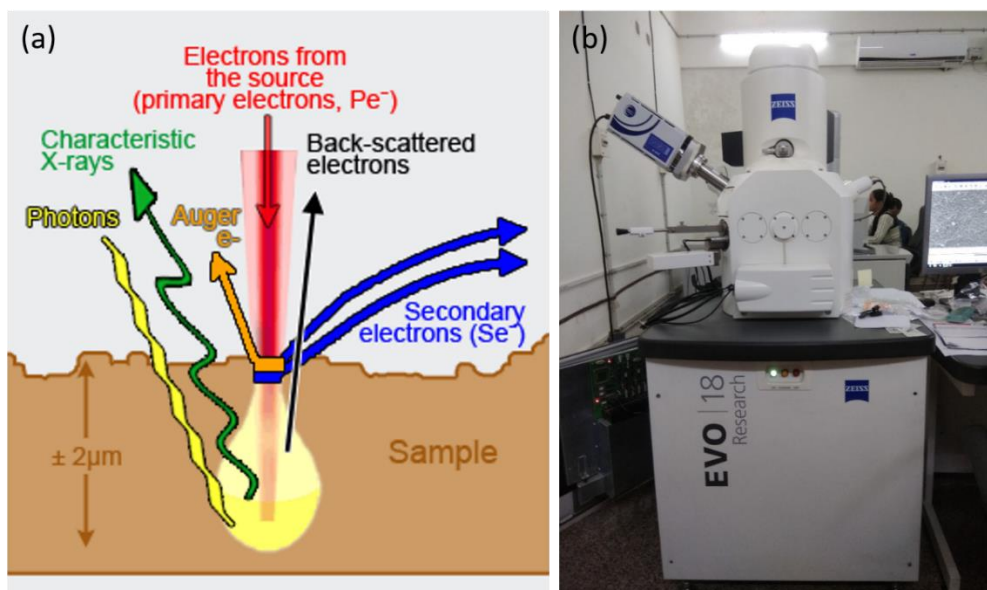 (a)
Electrons from
the source
(primary electrons, Pe⁻)
Characteristic
X-rays
Back-scattered
electrons
Photons
Auger
e-
Secondary
electrons (Se⁻)
± 2µm
Sample
(b)
ZEISS
EVO | 18
Research
ZEISS